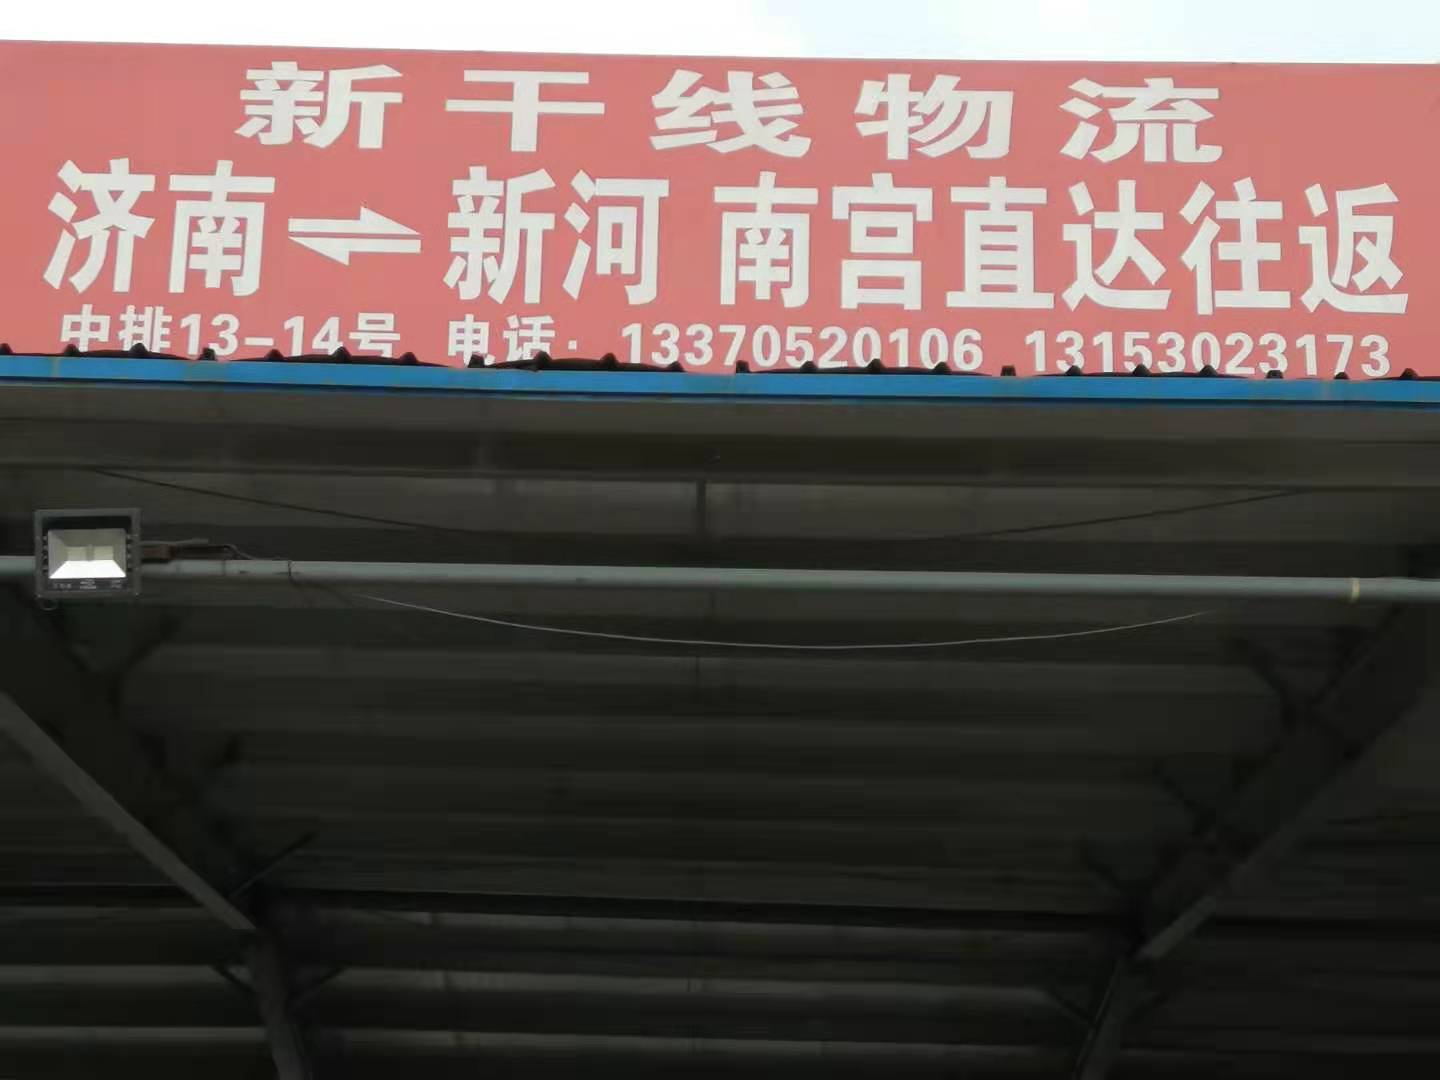 新干线物流
济南⇌新河 南宫直达往返
中排13-14号 电话: 13370520106 13153023173